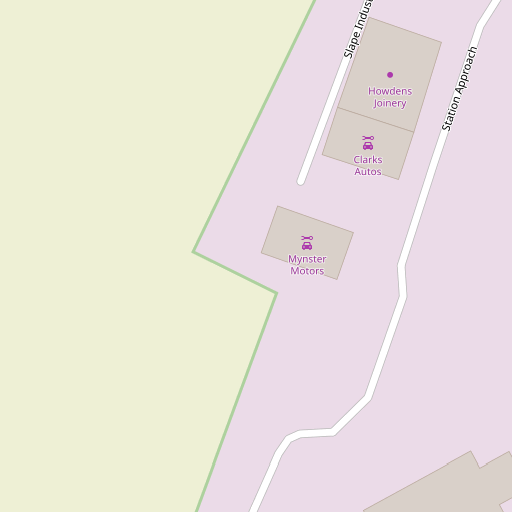 Slape Indus
Station Approach
Howdens
Joinery
Clarks
Autos
Mynster
Motors